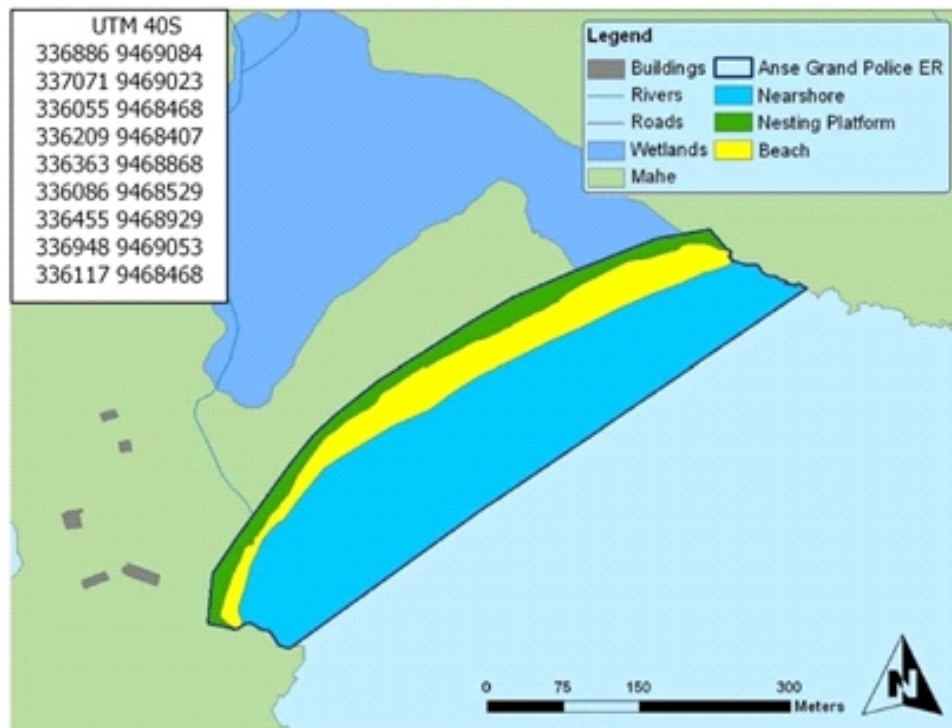 UTM 40S
336886 9469084
337071 9469023
336055 9468468
336209 9468407
336363 9468868
336086 9468529
336455 9468929
336948 9469053
336117 9468468
Legend
Buildings
Rivers
Roads
Wetlands
Mahe
Anse Grand Police ER
Nearshore
Nesting Platform
Beach
0 75 150 300
Meters
N